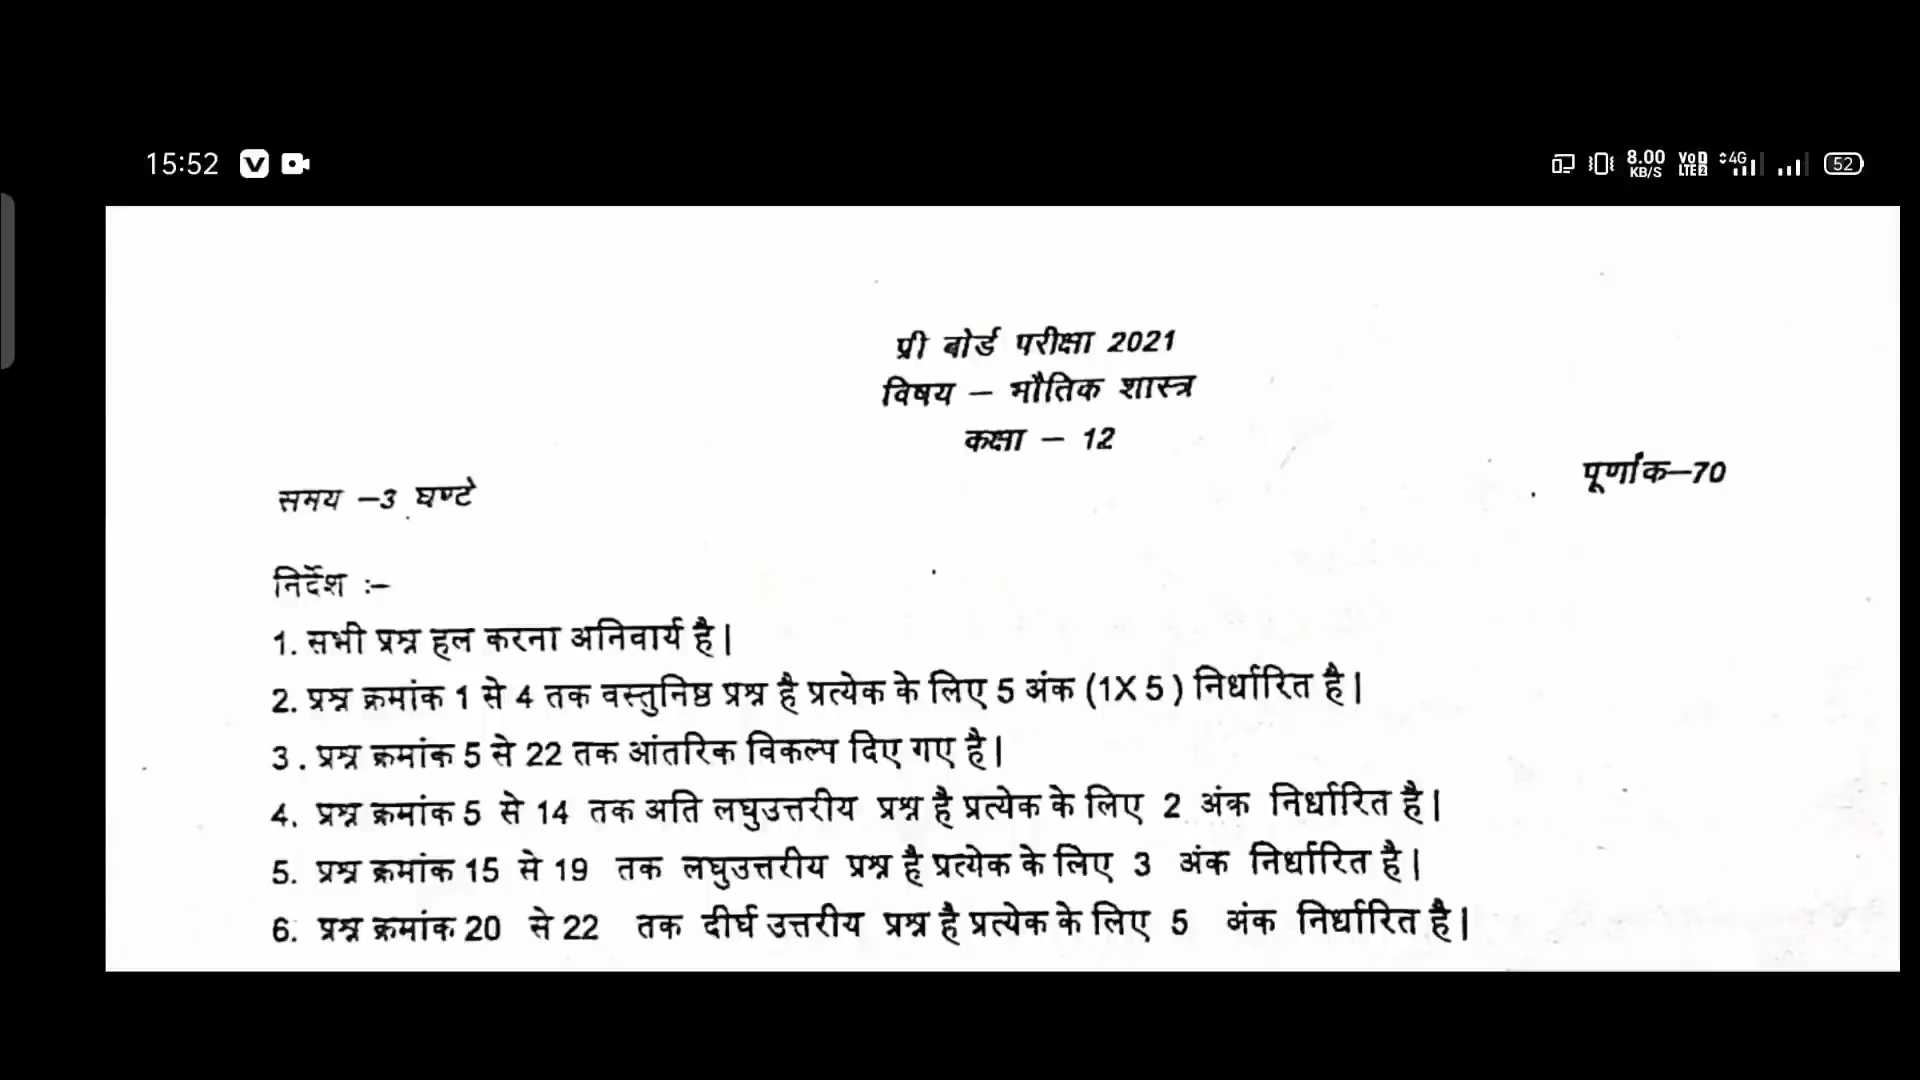 15:52
8.00 KB/S VoD LTE2 4G 52
प्री बोर्ड परीक्षा 2021
विषय – भौतिक शास्त्र
कक्षा – 12
पूर्णांक–70
समय –3 घण्टे
निर्देश :–
1. सभी प्रश्न हल करना अनिवार्य है|
2. प्रश्न क्रमांक 1 से 4 तक वस्तुनिष्ठ प्रश्न है प्रत्येक के लिए 5 अंक (1X 5 ) निर्धारित है|
3 . प्रश्न क्रमांक 5 से 22 तक आंतरिक विकल्प दिए गए है|
4. प्रश्न क्रमांक 5 से 14 तक अति लघुउत्तरीय प्रश्न है प्रत्येक के लिए 2 अंक निर्धारित है|
5. प्रश्न क्रमांक 15 से 19 तक लघुउत्तरीय प्रश्न है प्रत्येक के लिए 3 अंक निर्धारित है|
6. प्रश्न क्रमांक 20 से 22 तक दीर्घ उत्तरीय प्रश्न है प्रत्येक के लिए 5 अंक निर्धारित है|